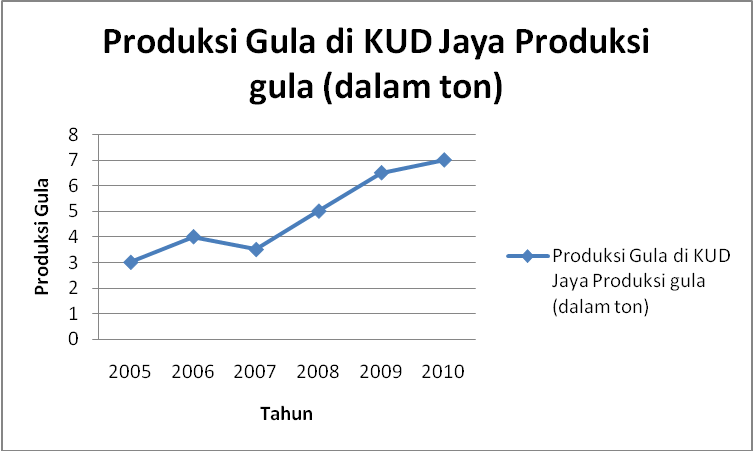 Produksi Gula di KUD Jaya Produksi
gula (dalam ton)
8
7
6
5
4
3
2
1
0
Produksi Gula
2005 2006 2007 2008 2009 2010
Tahun
Produksi Gula di KUD
Jaya Produksi gula
(dalam ton)